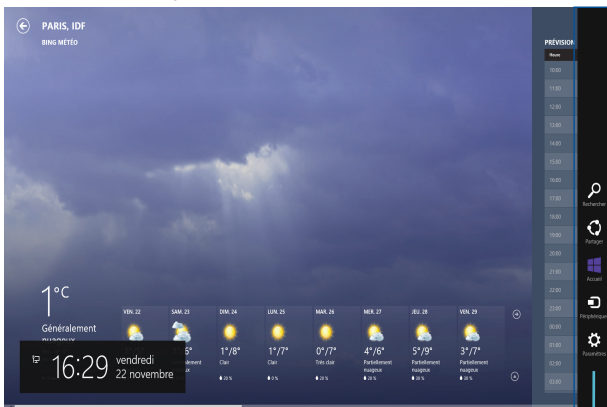 PARIS, IDF
BING MÉTÉO
1°C
Généralement
nuageux
VEN. 22
SAM. 23
6°
DIM. 24
1°/8°
Clair
20 %
LUN. 25
1°/7°
Clair
0 %
MAR. 26
0°/7°
Très clair
20 %
MER. 27
4°/6°
Partiellement
nuageux
20 %
JEU. 28
5°/9°
Partiellement
nuageux
20 %
VEN. 29
3°/7°
Partiellement
nuageux
20 %
16:29
vendredi
22 novembre
PRÉVISION
Heure
10:00
11:00
12:00
13:00
14:00
15:00
16:00
17:00
18:00
19:00
20:00
21:00
22:00
23:00
00:00
01:00
02:00
03:00
Rechercher
Partager
Accueil
Périphériques
Paramètres